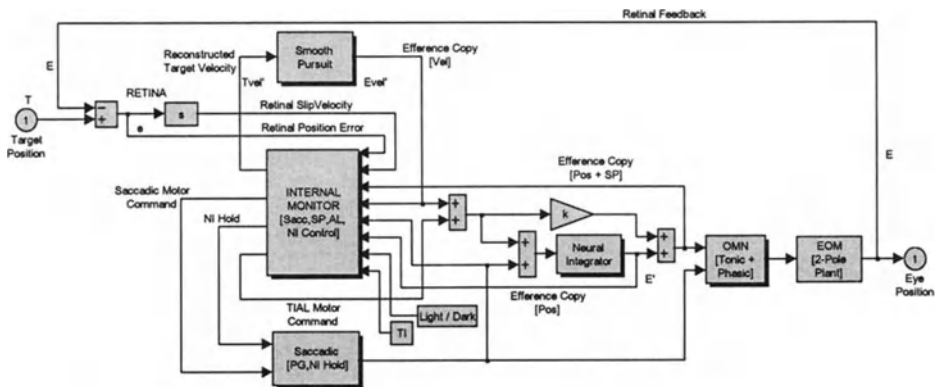 Retinal Feedback
Reconstructed
Target Velocity
Smooth
Pursuit
Efference Copy
[Vel]
Tvel'
Evel'
E
T
RETINA
1
Target
Position
−
+
s
e
Retinal SlipVelocity
Retinal Position Error
E
Saccadic Motor
Command
NI Hold
INTERNAL
MONITOR
[Sacc,SP,AL,
NI Control]
Efference Copy
[Pos + SP]
+
+
k
+
+
Neural
Integrator
+
+
OMN
[Tonic +
Phasic]
EOM
[2-Pole
Plant]
1
Eye
Position
E'
Efference Copy
[Pos]
TIAL Motor
Command
Light / Dark
TI
Saccadic
[PG,NI Hold]